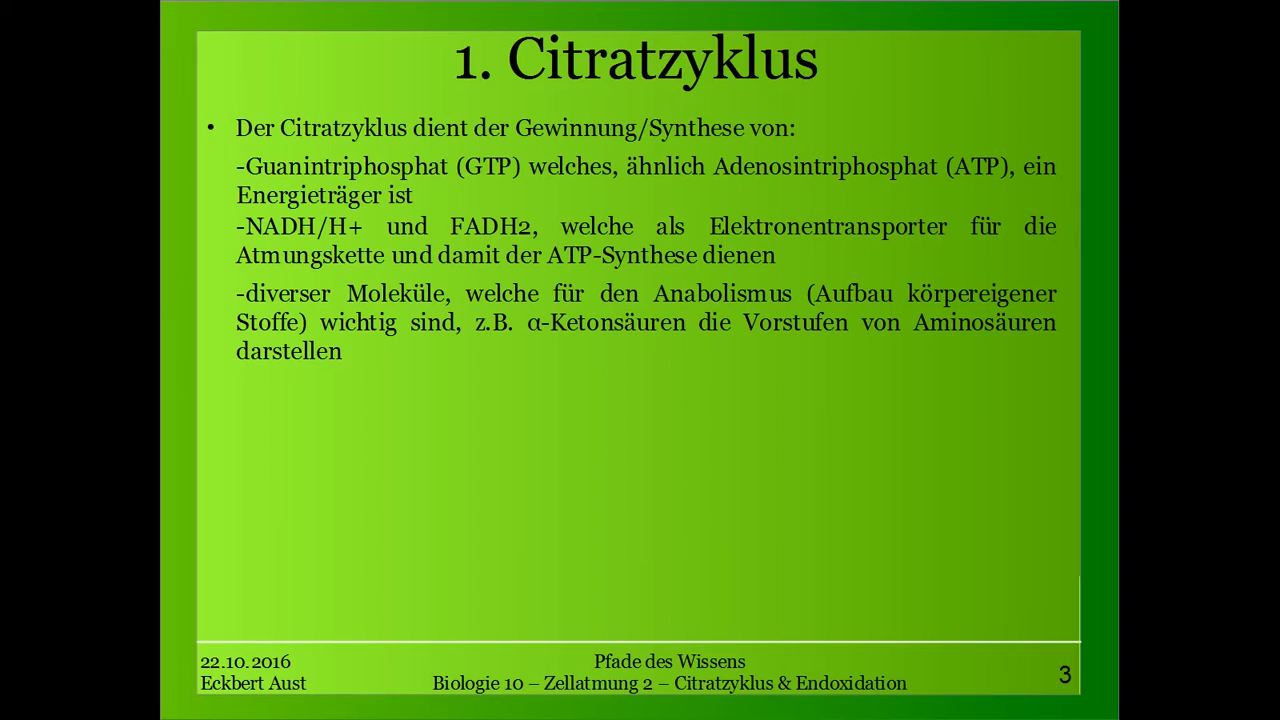 1. Citratzyklus
• Der Citratzyklus dient der Gewinnung/Synthese von:
-Guanintriphosphat (GTP) welches, ähnlich Adenosintriphosphat (ATP), ein
Energieträger ist
-NADH/H+ und FADH2, welche als Elektronentransporter für die
Atmungskette und damit der ATP-Synthese dienen
-diverser Moleküle, welche für den Anabolismus (Aufbau körpereigener
Stoffe) wichtig sind, z.B. α-Ketonsäuren die Vorstufen von Aminosäuren
darstellen
22.10.2016
Eckbert Aust
Pfade des Wissens
Biologie 10 – Zellatmung 2 – Citratzyklus & Endoxidation
3